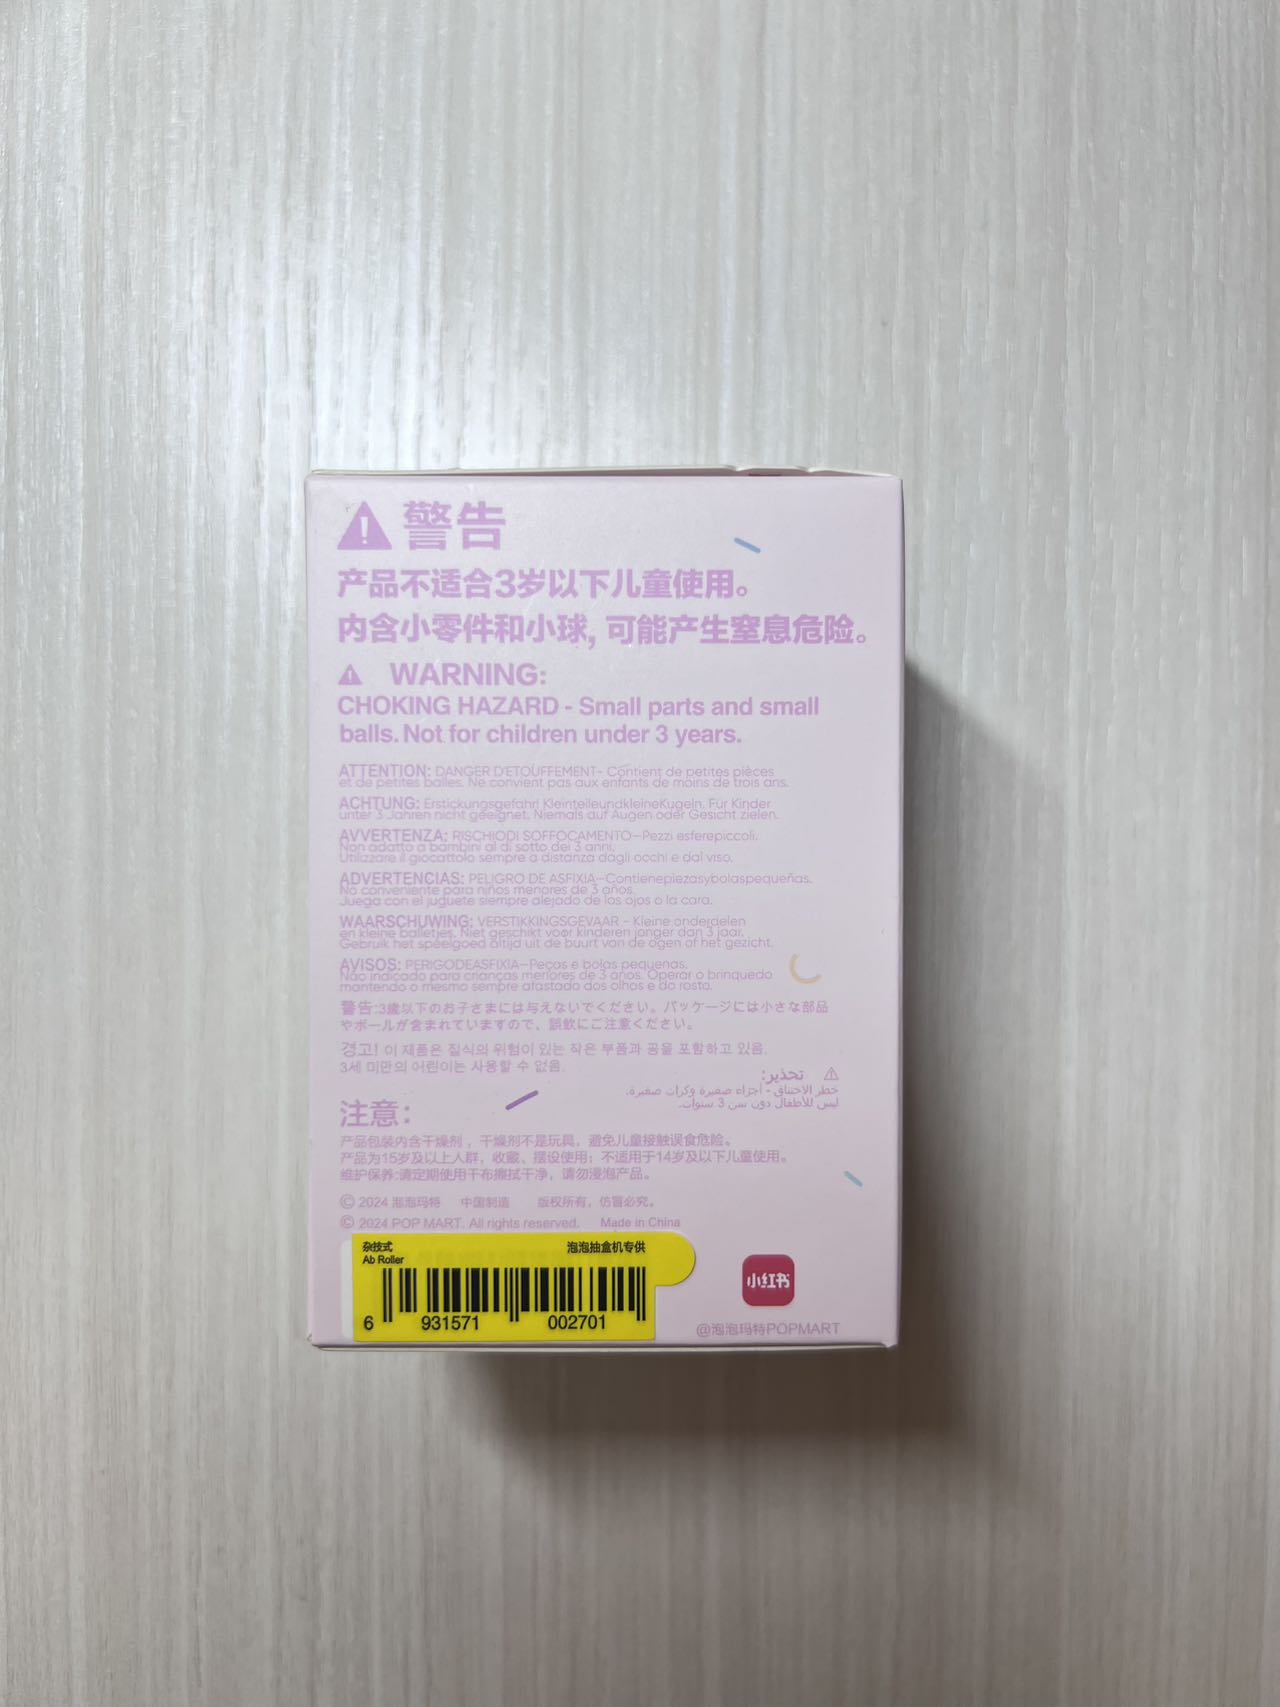 警告
产品不适合3岁以下儿童使用。
内含小零件和小球, 可能产生窒息危险。
WARNING:
CHOKING HAZARD - Small parts and small
balls. Not for children under 3 years.
ATTENTION: DANGER D'ETOUFFEMENT- Contient de petites pièces
et de petites balles. Ne convient pas aux enfants de moins de trois ans.
ACHTUNG: Erstickungsgefahr! KleinteileundkleineKugeln. Für Kinder
unter 3 Jahren nicht geeignet. Niemals auf Augen oder Gesicht zielen.
AVVERTENZA: RISCHIODI SOFFOCAMENTO—Pezzi esferepiccoli.
Non adatto a bambini al di sotto dei 3 anni.
Utilizzare il giocattolo sempre a distanza dagli occhi e dal viso.
ADVERTENCIAS: PELIGRO DE ASFIXIA—Contienepiezasybolaspequeñas.
No conveniente para niños menores de 3 años.
Juega con el juguete siempre alejado de los ojos o la cara.
WAARSCHUWING: VERSTIKKINGSGEVAAR - Kleine onderdelen
en kleine balletjes. Niet geschikt voor kinderen jonger dan 3 jaar.
Gebruik het speelgoed altijd uit de buurt van de ogen of het gezicht.
AVISOS: PERIGODEASFIXIA—Peças e bolas pequenas.
Não indicado para crianças menores de 3 anos. Operar o brinquedo
mantendo o mesmo sempre afastado dos olhos e do rosto.
警告:3歳以下のお子さまには与えないでください。パッケージには小さな部品
やボールが含まれていますので、誤飲にご注意ください。
경고! 이 제품은 질식의 위험이 있는 작은 부품과 공을 포함하고 있음.
3세 미만의 어린이는 사용할 수 없음.
تحذير:
خطر الاختناق - أجزاء صغيرة وكرات صغيرة.
ليس للأطفال دون سن 3 سنوات.
注意:
产品包装内含干燥剂，干燥剂不是玩具，避免儿童接触误食危险。
产品为15岁及以上人群，收藏、摆设使用；不适用于14岁及以下儿童使用。
维护保养:请定期使用干布擦拭干净，请勿浸泡产品。
© 2024 泡泡玛特 中国制造 版权所有，仿冒必究。
© 2024 POP MART. All rights reserved. Made in China
杂技式 泡泡抽盒机专供
Ab Roller
6 931571 002701
小红书
@泡泡玛特POPMART